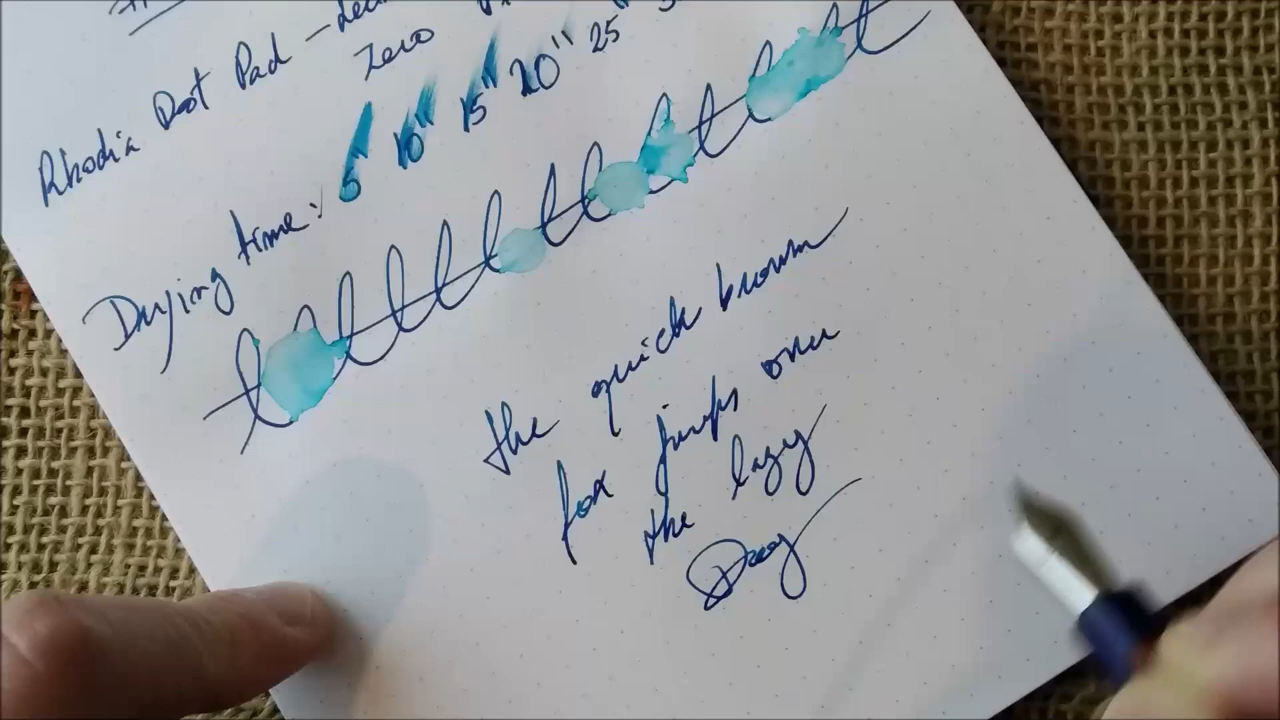 Rhodia Dot Pad -
Zero
Drying time: 5" 10" 15" 20" 25"
the quick brown
fox jumps over
the lazy
Dog